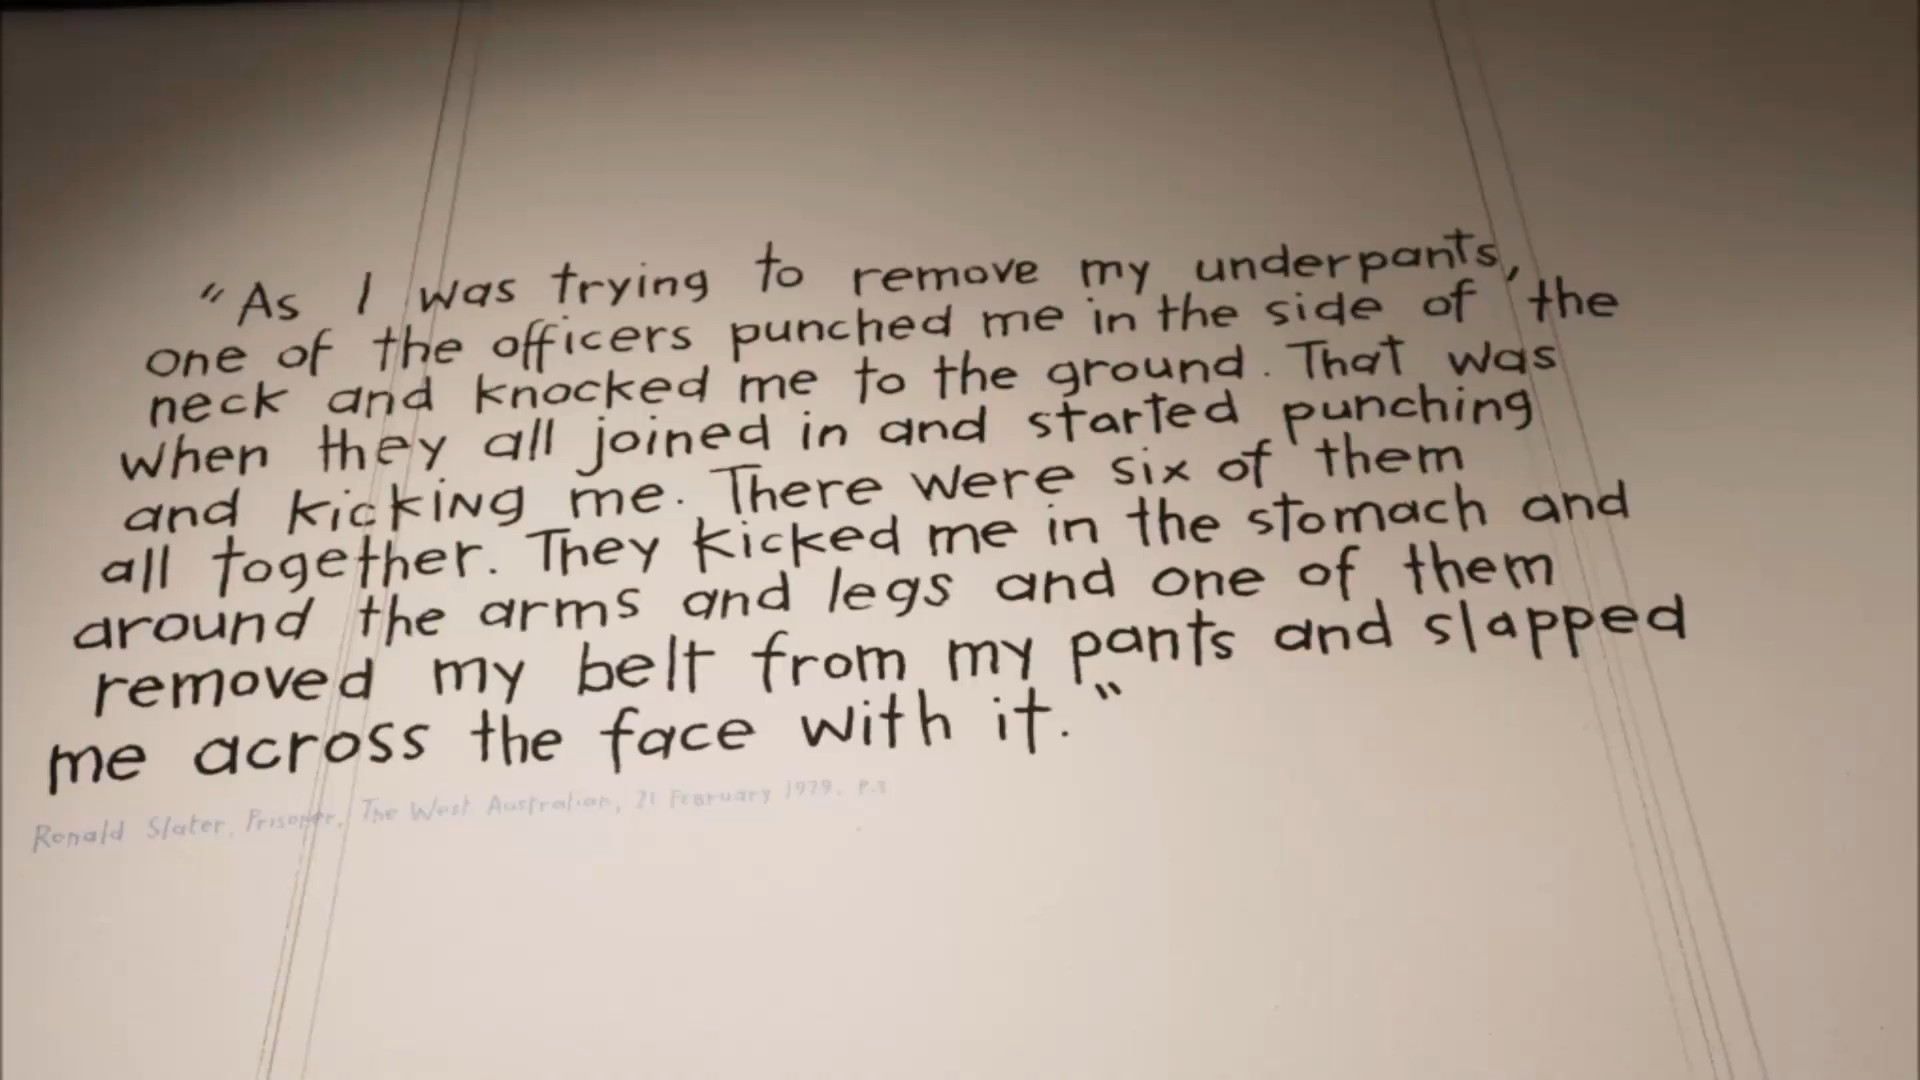 "As I was trying to remove my underpants,
one of the officers punched me in the side of the
neck and knocked me to the ground. That was
when they all joined in and started punching
and kicking me. There were six of them
all together. They kicked me in the stomach and
around the arms and legs and one of them
removed my belt from my pants and slapped
me across the face with it."
Ronald Slater, Prisoner, The West Australian, 21 February 1979, P.3